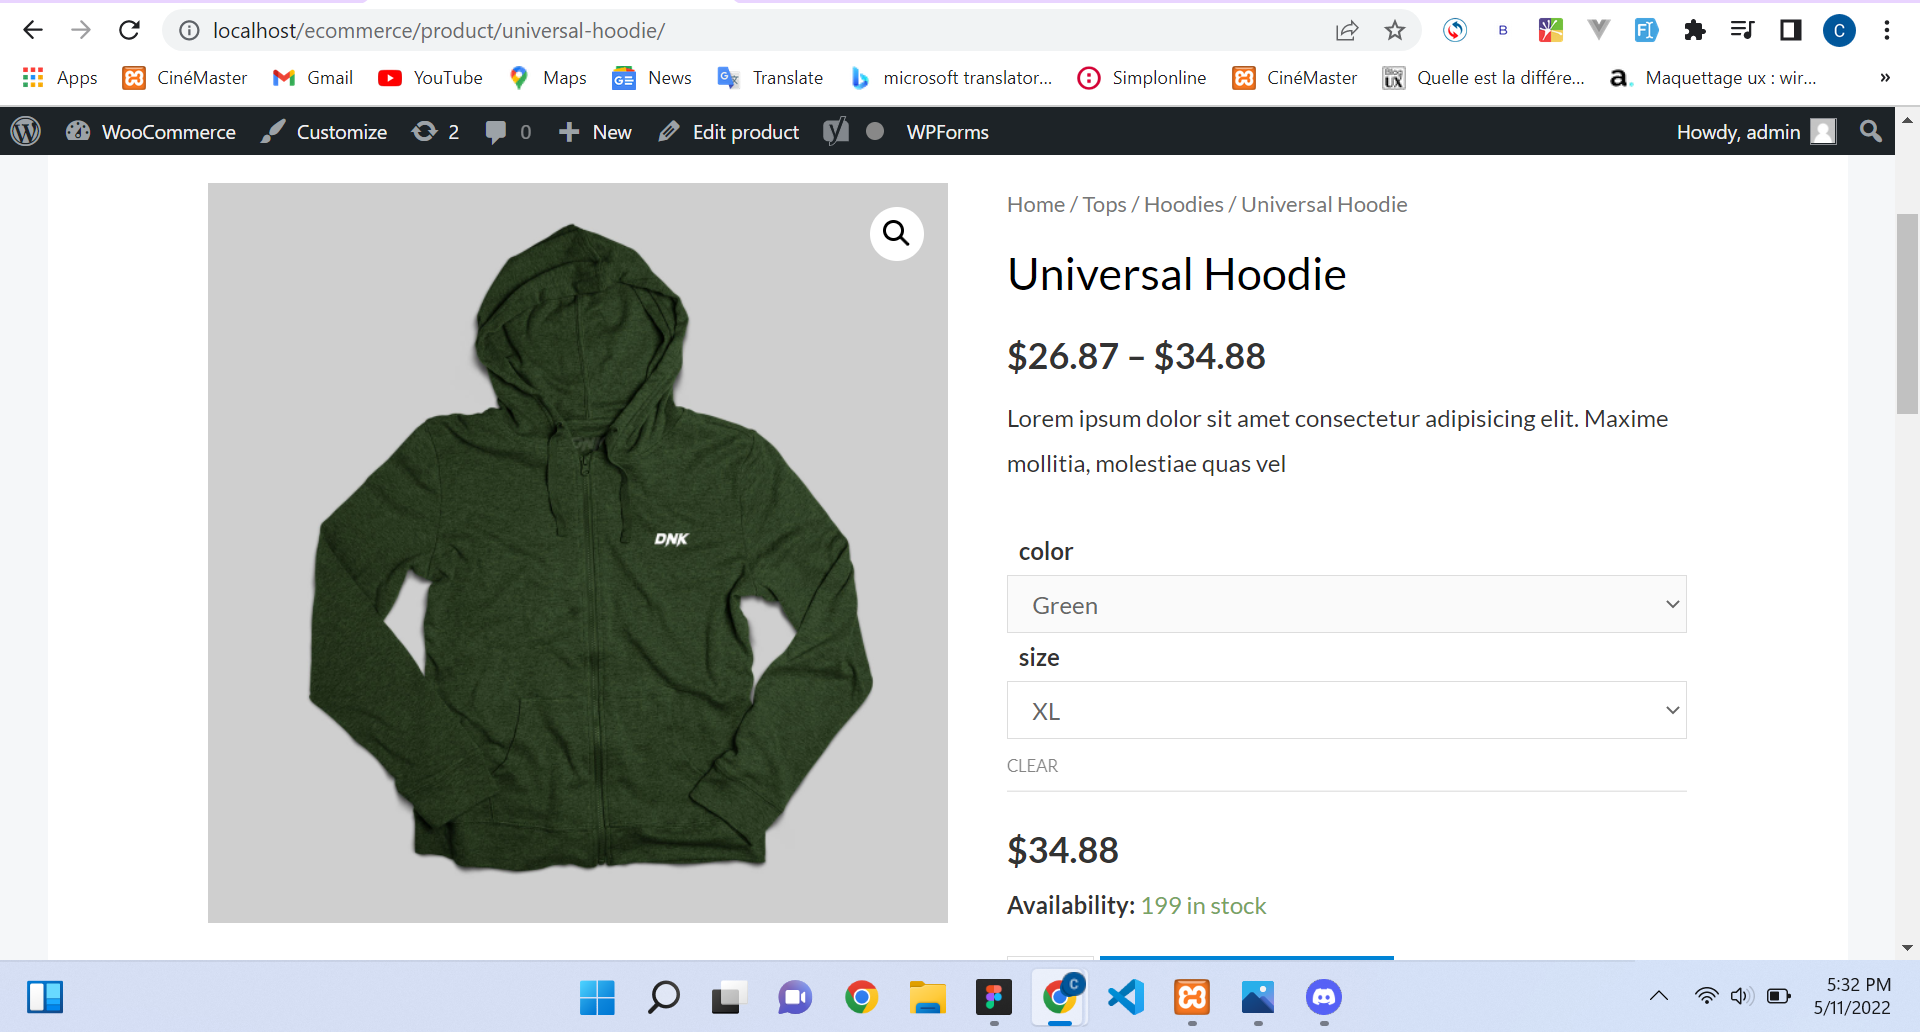 localhost/ecommerce/product/universal-hoodie/
B
C
Apps CinéMaster Gmail YouTube Maps News Translate microsoft translator... Simplonline CinéMaster Quelle est la différe... Maquettage ux : wir... »
WooCommerce Customize 2 0 New Edit product WPForms Howdy, admin
Home / Tops / Hoodies / Universal Hoodie
Universal Hoodie
$26.87 – $34.88
Lorem ipsum dolor sit amet consectetur adipisicing elit. Maxime
mollitia, molestiae quas vel
DNK
color
Green
size
XL
CLEAR
$34.88
Availability: 199 in stock
C
5:32 PM
5/11/2022